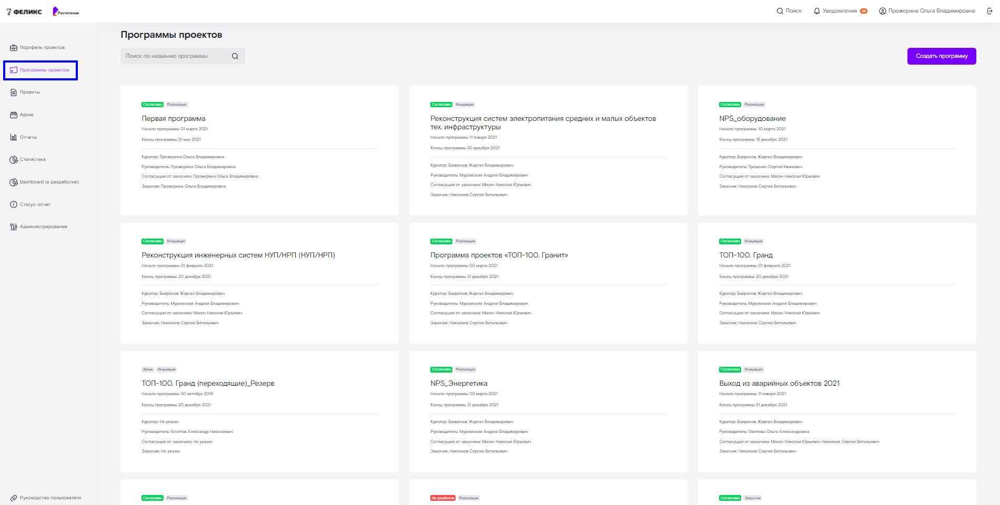 ФЕЛИКС
Ростелеком
Поиск
Уведомления 15
Прожерина Ольга Владимировна
Портфель проектов
Программы проектов
Проекты
Архив
Отчеты
Статистика
Dashboard (в разработке)
Статус-отчет
Администрирование
Руководство пользователя
Программы проектов
Поиск по названию программы
Создать программу
Согласован Реализация
Первая программа
Начало программы 01 марта 2021
Конец программы 31 мая 2021
Куратор: Прожерина Ольга Владимировна
Руководитель: Прожерина Ольга Владимировна
Согласущий от заказчика: Прожерина Ольга Владимировна
Заказчик: Прожерина Ольга Владимировна
Согласован Инициация
Реконструкция систем электропитания средних и малых объектов
тех. инфраструктуры
Начало программы 11 января 2021
Конец программы 20 декабря 2021
Куратор: Байронов Жаргал Владимирович
Руководитель: Муромский Андрей Владимирович
Согласущий от заказчика: Масич Николай Юрьевич
Заказчик: Николаев Сергей Витальевич
Согласован Реализация
NPS_оборудование
Начало программы 10 марта 2021
Конец программы 15 декабря 2021
Куратор: Байронов Жаргал Владимирович
Руководитель: Троценко Сергей Иванович
Согласущий от заказчика: Масич Николай Юрьевич
Заказчик: Николаев Сергей Витальевич
Согласован Инициация
Реконструкция инженерных систем НУП/НРП (НУП/НРП)
Начало программы 01 февраля 2021
Конец программы 20 декабря 2021
Куратор: Байронов Жаргал Владимирович
Руководитель: Муромский Андрей Владимирович
Согласущий от заказчика: Масич Николай Юрьевич
Заказчик: Николаев Сергей Витальевич
Согласован Реализация
Программа проектов «ТОП-100. Гранит»
Начало программы 03 марта 2021
Конец программы 31 декабря 2021
Куратор: Байронов Жаргал Владимирович
Руководитель: Муромский Андрей Владимирович
Согласущий от заказчика: Масич Николай Юрьевич
Заказчик: Николаев Сергей Витальевич
Согласован Инициация
ТОП-100. Гранд
Начало программы 01 февраля 2021
Конец программы 20 декабря 2021
Куратор: Байронов Жаргал Владимирович
Руководитель: Муромский Андрей Владимирович
Согласущий от заказчика: Масич Николай Юрьевич
Заказчик: Николаев Сергей Витальевич
Архив Инициация
ТОП-100. Гранд (переходящие)_Резерв
Начало программы 30 октября 2019
Конец программы 20 декабря 2021
Куратор: Не указан
Руководитель: Кочетов Александр Николаевич
Согласущий от заказчика: Не указан
Заказчик: Не указан
Согласован Реализация
NPS_Энергетика
Начало программы 03 марта 2021
Конец программы 31 декабря 2021
Куратор: Байронов Жаргал Владимирович
Руководитель: Муромский Андрей Владимирович
Согласущий от заказчика: Масич Николай Юрьевич
Заказчик: Николаев Сергей Витальевич
Согласован Инициация
Выход из аварийных объектов 2021
Начало программы 11 января 2021
Конец программы 31 декабря 2021
Куратор: Байронов Жаргал Владимирович
Руководитель: Ометова Ольга Александровна
Согласущий от заказчика: Масич Николай Юрьевич, Николаев Сергей Витальевич
Заказчик: Николаев Сергей Витальевич
Согласован Реализация
На доработке Реализация
Согласован Закрытие